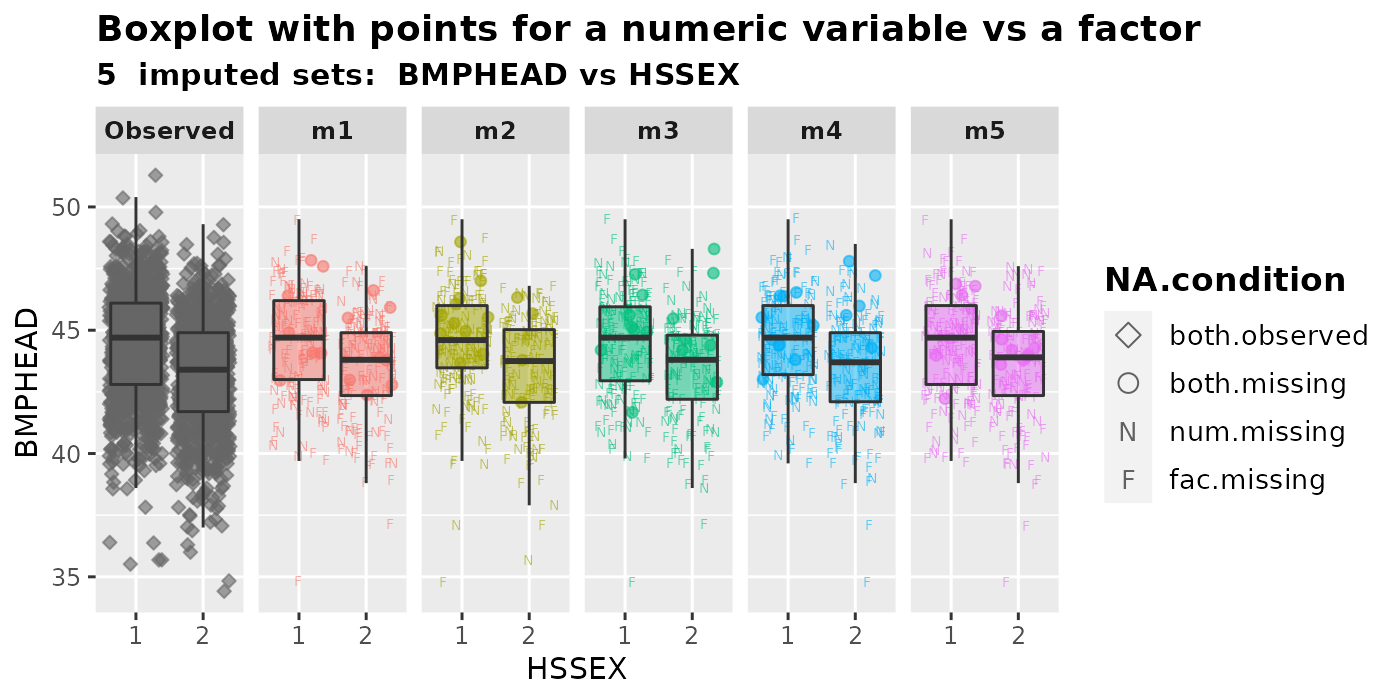 Boxplot with points for a numeric variable vs a factor
5  imputed sets:  BMPHEAD vs HSSEX
Observed m1 m2 m3 m4 m5
BMPHEAD
50
45
40
35
1 2 1 2 1 2 1 2 1 2 1 2
HSSEX
NA.condition
both.observed
both.missing
N num.missing
F fac.missing